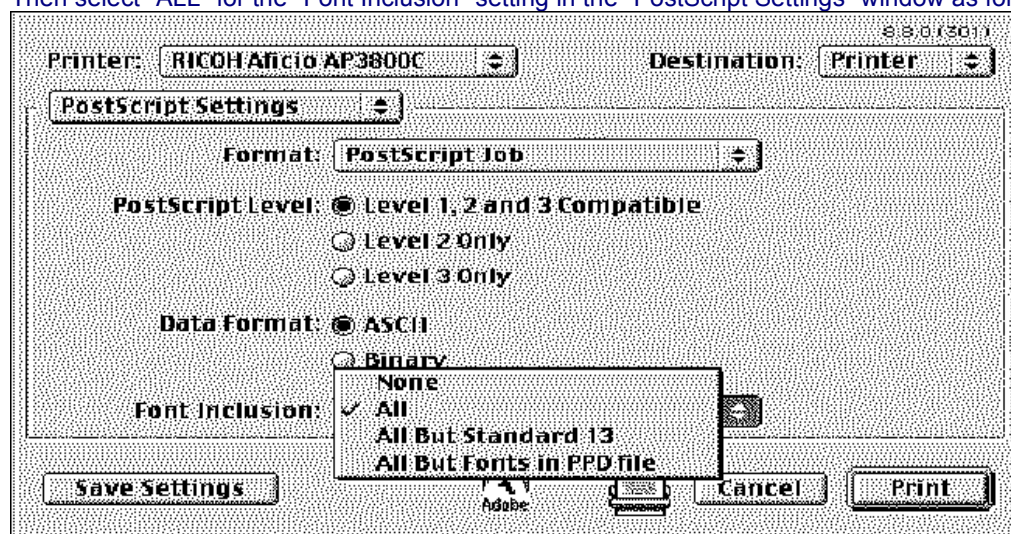 Then select "ALL" for the "Font Inclusion" setting in the "PostScript Settings" window as fol
8.8.0 (301)
Printer: RICOH Aficio AP3800C Destination: Printer
PostScript Settings
Format: PostScript Job
PostScript Level: Level 1, 2 and 3 Compatible
Level 2 Only
Level 3 Only
Data Format: ASCII
Binary
None
Font Inclusion: ✓ All
All But Standard 13
All But Fonts in PPD file
Save Settings Adobe Cancel Print